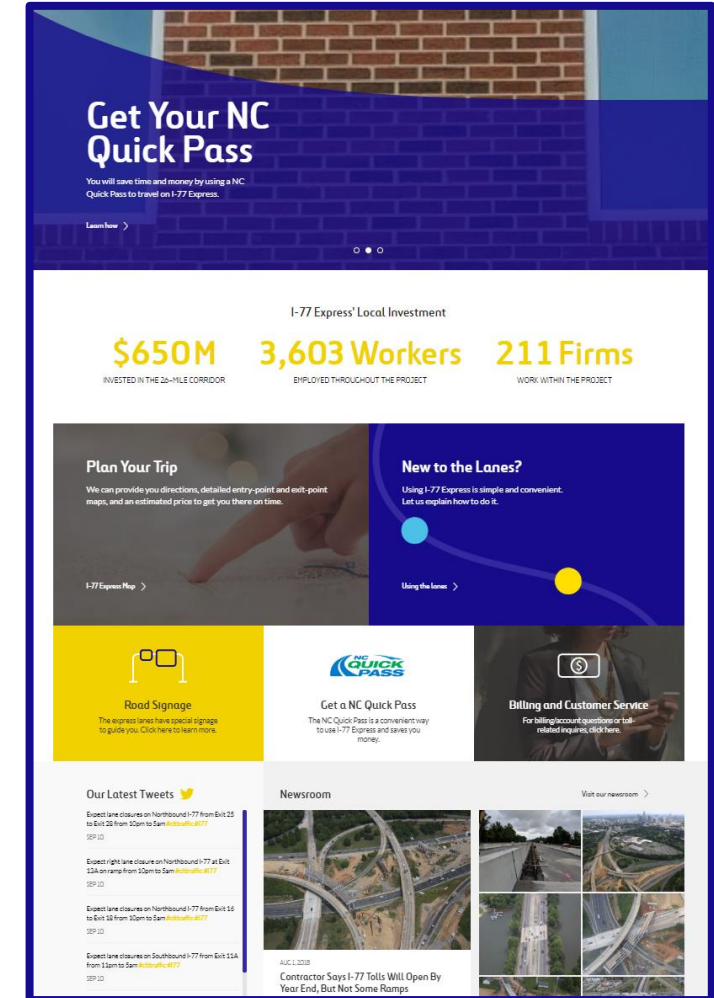 Get Your NC
Quick Pass
You will save time and money by using a NC
Quick Pass to travel on I-77 Express.
Learn how
I-77 Express' Local Investment
$650M
INVESTED IN THE 26-MILE CORRIDOR
3,603 Workers
EMPLOYED THROUGHOUT THE PROJECT
211 Firms
WORK WITHIN THE PROJECT
Plan Your Trip
We can provide you directions, detailed entry-point and exit-point
maps, and an estimated price to get you there on time.
I-77 Express Map
New to the Lanes?
Using I-77 Express is simple and convenient.
Let us explain how to do it.
Using the lanes
Road Signage
The express lanes have special signage
to guide you. Click here to learn more.
NC
QUICK
PASS
Get a NC Quick Pass
The NC Quick Pass is a convenient way
to use I-77 Express and saves you
money.
$
Billing and Customer Service
For billing/account questions or toll-
related inquires, click here.
Our Latest Tweets
Expect lane closures on Northbound I-77 from Exit 25
to Exit 28 from 10pm to 5am #clttraffic #I77
SEP 10
Expect right lane closure on Northbound I-77 at Exit
13A on ramp from 10pm to 5am #clttraffic #I77
SEP 10
Expect lane closures on Northbound I-77 from Exit 16
to Exit 18 from 10pm to 5am #clttraffic #I77
SEP 10
Expect lane closures on Southbound I-77 from Exit 11A
from 11pm to 5am #clttraffic #I77
SEP 10
Newsroom
Visit our newsroom
AUG 1, 2018
Contractor Says I-77 Tolls Will Open By
Year End, But Not Some Ramps